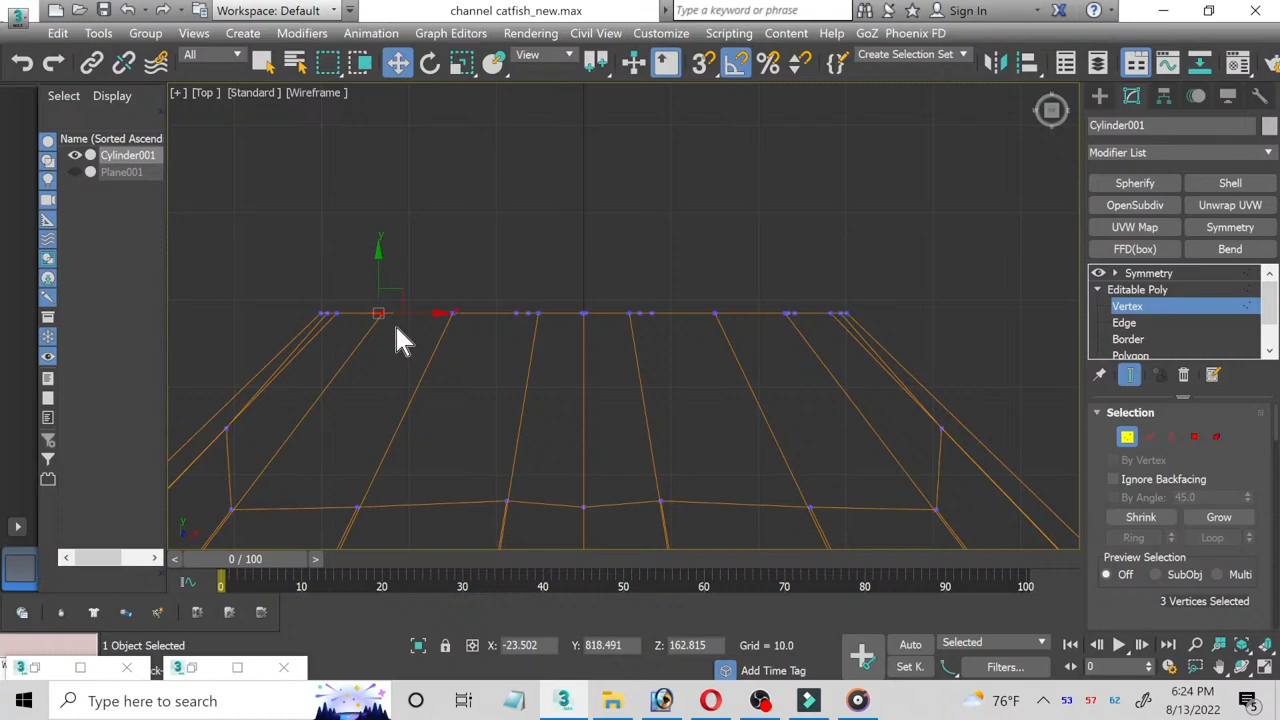 Workspace: Default
channel catfish_new.max
Type a keyword or phrase
Sign In
Edit Tools Group Views Create Modifiers Animation Graph Editors Rendering Civil View Customize Scripting Content Help GoZ Phoenix FD
All
View
Create Selection Set
3
Select Display
[+] [Top ] [Standard ] [Wireframe ]
Name (Sorted Ascend
Cylinder001
Plane001
y
Cylinder001
Modifier List
Spherify Shell
OpenSubdiv Unwrap UVW
UV Map Symmetry
FFD(box) Bend
Symmetry
Editable Poly
Vertex
Edge
Border
Polygon
Selection
By Vertex
Ignore Backfacing
By Angle: 45.0
Shrink Grow
Ring Loop
Preview Selection
Off SubObj Multi
3 Vertices Selected
y
< 0 / 100 >
0 10 20 30 40 50 60 70 80 90 100
1 Object Selected
X: -23.502 Y: 818.491 Z: 162.815 Grid = 10.0
Add Time Tag
Auto
Selected
Set K.
Filters...
0
Type here to search
76°F 53 57 62
6:24 PM
8/13/2022
5